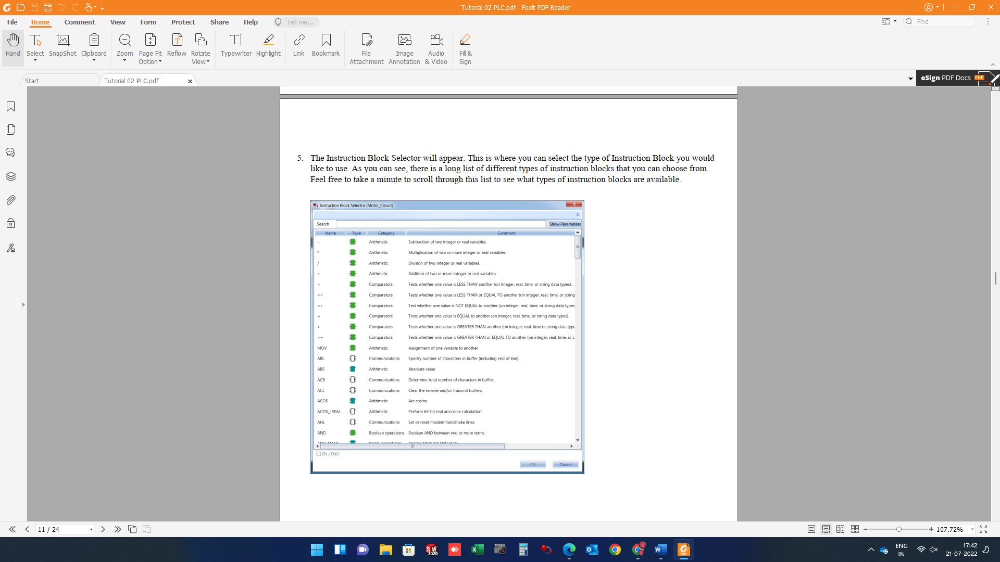 Tutorial 02 PLC.pdf - Foxit PDF Reader
File Home Comment View Form Protect Share Help Tell me... Find
Hand Select SnapShot Clipboard Zoom Page Fit Option Reflow Rotate View Typewriter Highlight Link Bookmark File Attachment Image Annotation Audio & Video Fill & Sign
Start Tutorial 02 PLC.pdf eSign PDF Docs PDF
5. The Instruction Block Selector will appear. This is where you can select the type of Instruction Block you would
like to use. As you can see, there is a long list of different types of instruction blocks that you can choose from.
Feel free to take a minute to scroll through this list to see what types of instruction blocks are available.
Instruction Block Selector (Motor_Circuit)
Search Show Parameters
Name Type Category Comment
- Arithmetic Subtraction of two integer or real variables.
* Arithmetic Multiplication of two or more integer or real variables.
/ Arithmetic Division of two integer or real variables.
+ Arithmetic Addition of two or more integer or real variables
< Comparators Tests whether one value is LESS THAN another (on integer, real, time, or string data types).
<= Comparators Tests whether one value is LESS THAN or EQUAL TO another (on integer, real, time, or string
<> Comparators Test whether one value is NOT EQUAL to another (on integer, real, time, or string data types
= Comparators Tests whether one value is EQUAL to another (on integer, real, time, or string data types).
> Comparators Tests whether one value is GREATER THAN another (on integer, real, time or string data type
>= Comparators Tests whether one value is GREATER THAN or EQUAL TO another (on integer, real, time, or s
MOV Arithmetic Assignment of one variable to another
ABL Communications Specify number of characters in buffer (including end of line).
ABS Arithmetic Absolute value
ACB Communications Determine total number of characters in buffer.
ACL Communications Clear the receive and/or transmit buffers.
ACOS Arithmetic Arc cosine
ACOS_LREAL Arithmetic Perform 64-bit real arccosine calculation.
AHL Communications Set or reset modem handshake lines.
AND Boolean operations Boolean AND between two or more terms
AND_MASK Binary operations Analog bit to bit AND mask
EN / ENO
OK Cancel
11 / 24 107.72%
SW 2020 ENG IN 17:42 21-07-2022